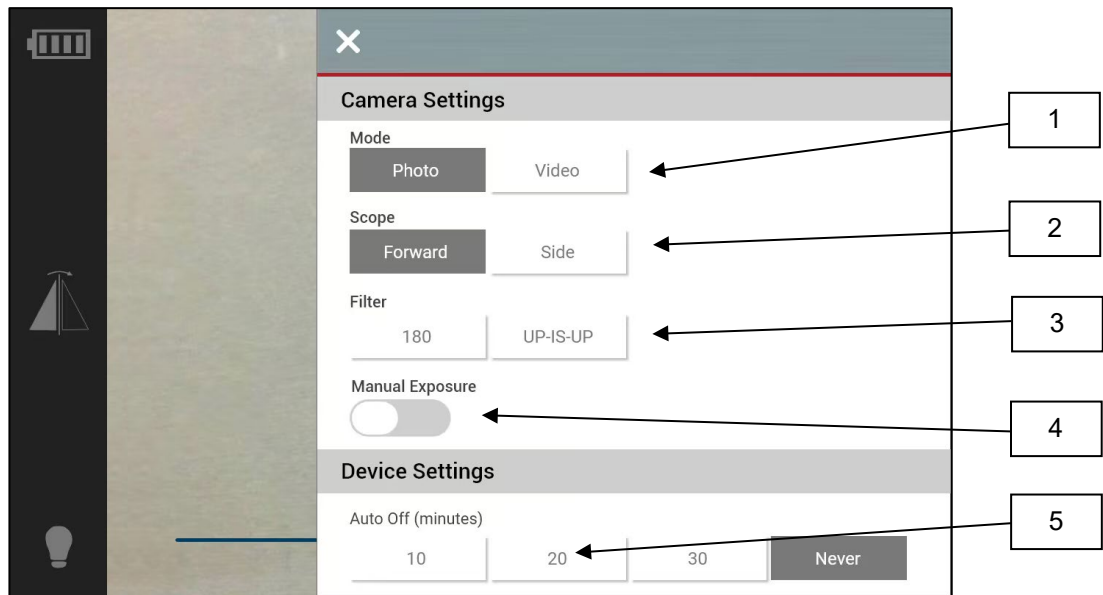 Camera Settings
1
Mode
Photo Video
Scope
2
Forward Side
Filter
3
180 UP-IS-UP
Manual Exposure
4
Device Settings
Auto Off (minutes)
5
10 20 30 Never